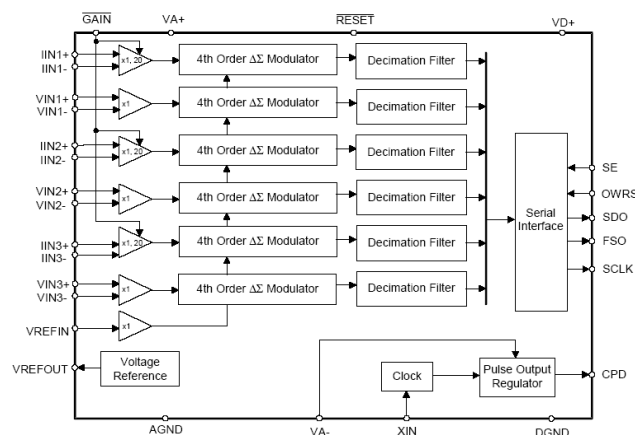 GAIN
VA+
RESET
VD+
IIN1+
IIN1-
x1, 20
4th Order ΔΣ Modulator
Decimation Filter
VIN1+
VIN1-
x1
4th Order ΔΣ Modulator
Decimation Filter
IIN2+
IIN2-
x1, 20
4th Order ΔΣ Modulator
Decimation Filter
VIN2+
VIN2-
x1
4th Order ΔΣ Modulator
Decimation Filter
IIN3+
IIN3-
x1, 20
4th Order ΔΣ Modulator
Decimation Filter
VIN3+
VIN3-
x1
4th Order ΔΣ Modulator
Decimation Filter
Serial
Interface
SE
OWRS
SDO
FSO
SCLK
VREFIN
x1
VREFOUT
Voltage
Reference
Clock
Pulse Output
Regulator
CPD
AGND
VA-
XIN
DGND